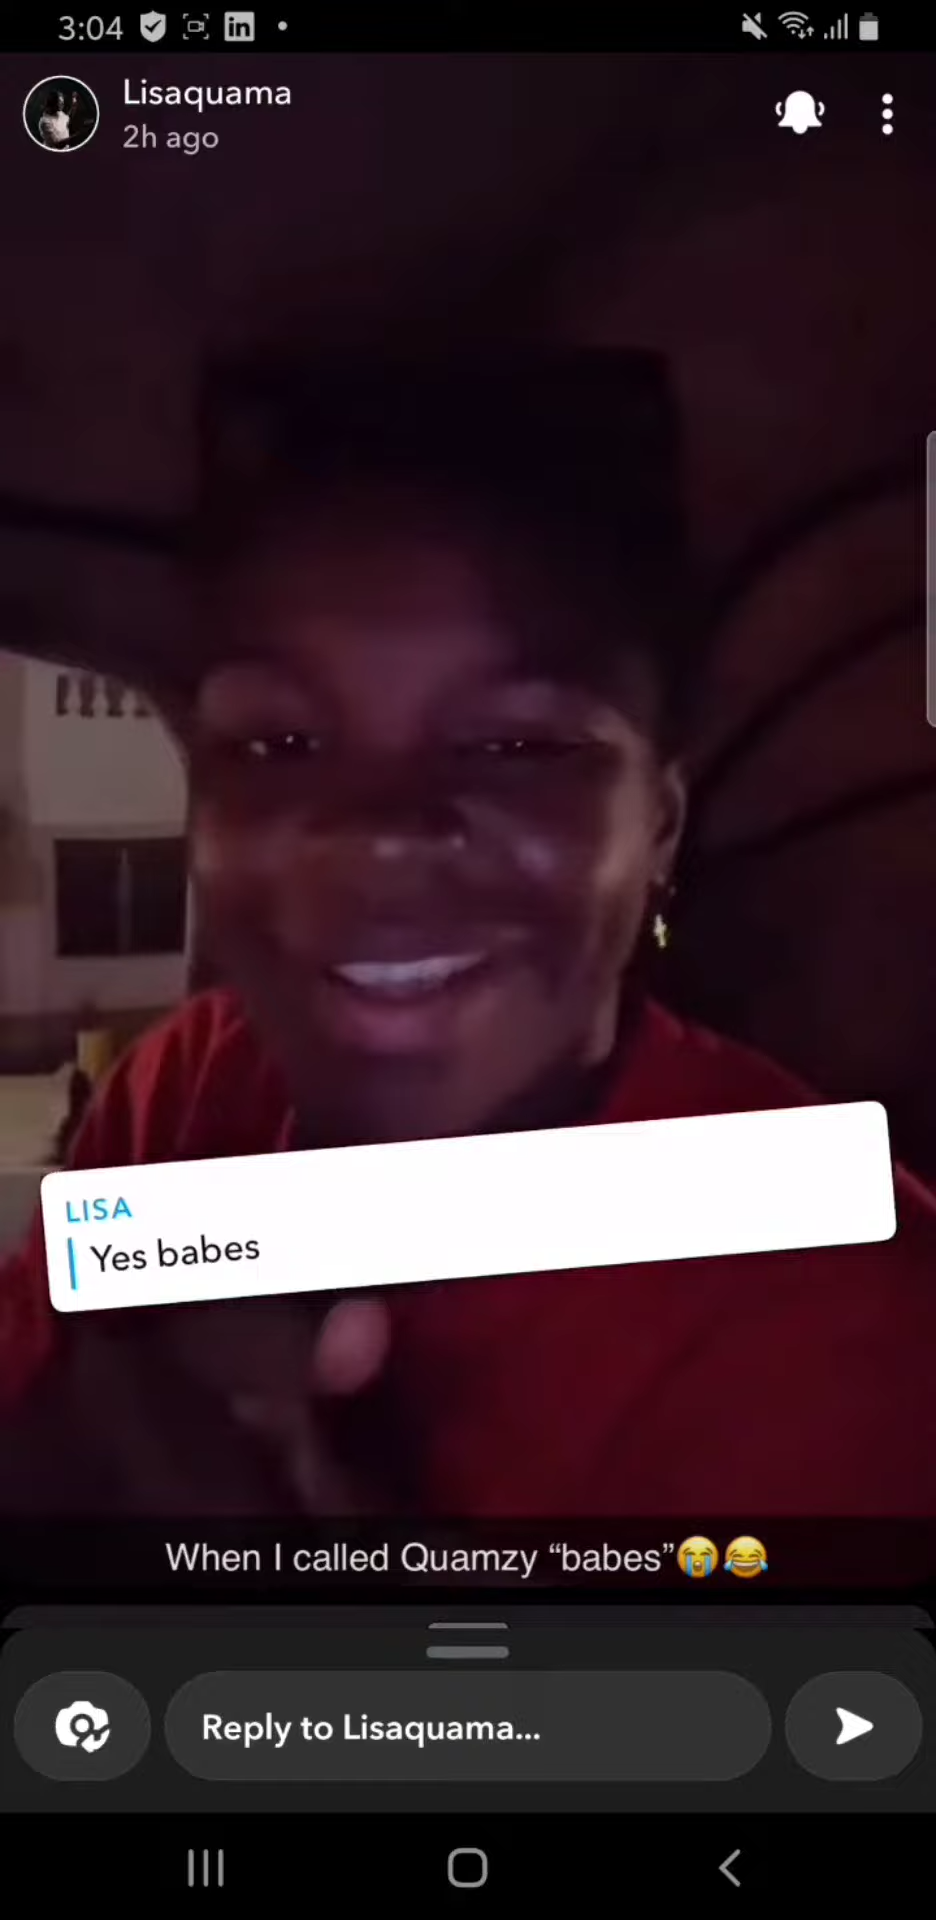 3:04
Lisaquama
2h ago
LISA
Yes babes
When I called Quamzy “babes”😭😂
Reply to Lisaquama...